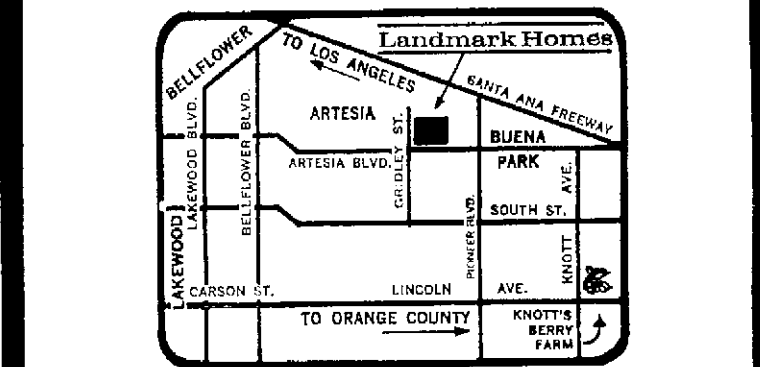 Landmark Homes
BELLFLOWER
TO LOS ANGELES
SANTA ANA FREEWAY
LAKEWOOD BLVD.
BELLFLOWER BLVD.
ARTESIA
GRIDLEY ST.
BUENA
PARK
ARTESIA BLVD.
PIONEER BLVD.
SOUTH ST.
KNOTT AVE.
LAKEWOOD
CARSON ST.
LINCOLN AVE.
TO ORANGE COUNTY
KNOTT'S
BERRY
FARM